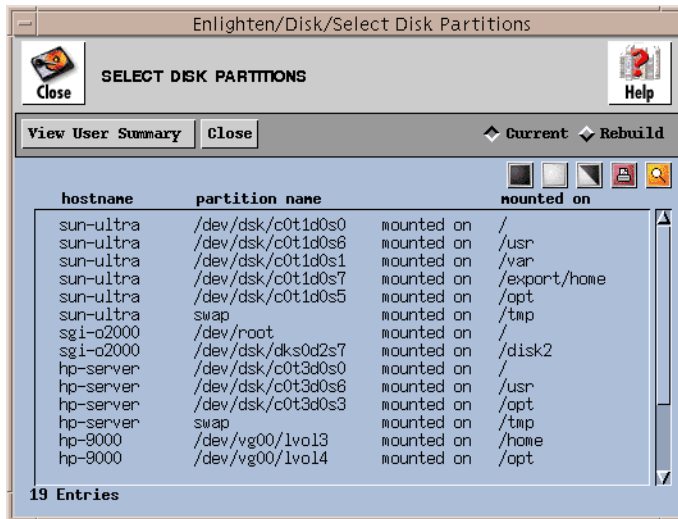 Enlighten/Disk/Select Disk Partitions
Close
SELECT DISK PARTITIONS
Help
View User Summary Close Current Rebuild
hostname partition name mounted on
sun-ultra /dev/dsk/c0t1d0s0 mounted on /
sun-ultra /dev/dsk/c0t1d0s6 mounted on /usr
sun-ultra /dev/dsk/c0t1d0s1 mounted on /var
sun-ultra /dev/dsk/c0t1d0s7 mounted on /export/home
sun-ultra /dev/dsk/c0t1d0s5 mounted on /opt
sun-ultra swap mounted on /tmp
sgi-o2000 /dev/root mounted on /
sgi-o2000 /dev/dsk/dks0d2s7 mounted on /disk2
hp-server /dev/dsk/c0t3d0s0 mounted on /
hp-server /dev/dsk/c0t3d0s6 mounted on /usr
hp-server /dev/dsk/c0t3d0s3 mounted on /opt
hp-server swap mounted on /tmp
hp-9000 /dev/vg00/lvol3 mounted on /home
hp-9000 /dev/vg00/lvol4 mounted on /opt
19 Entries